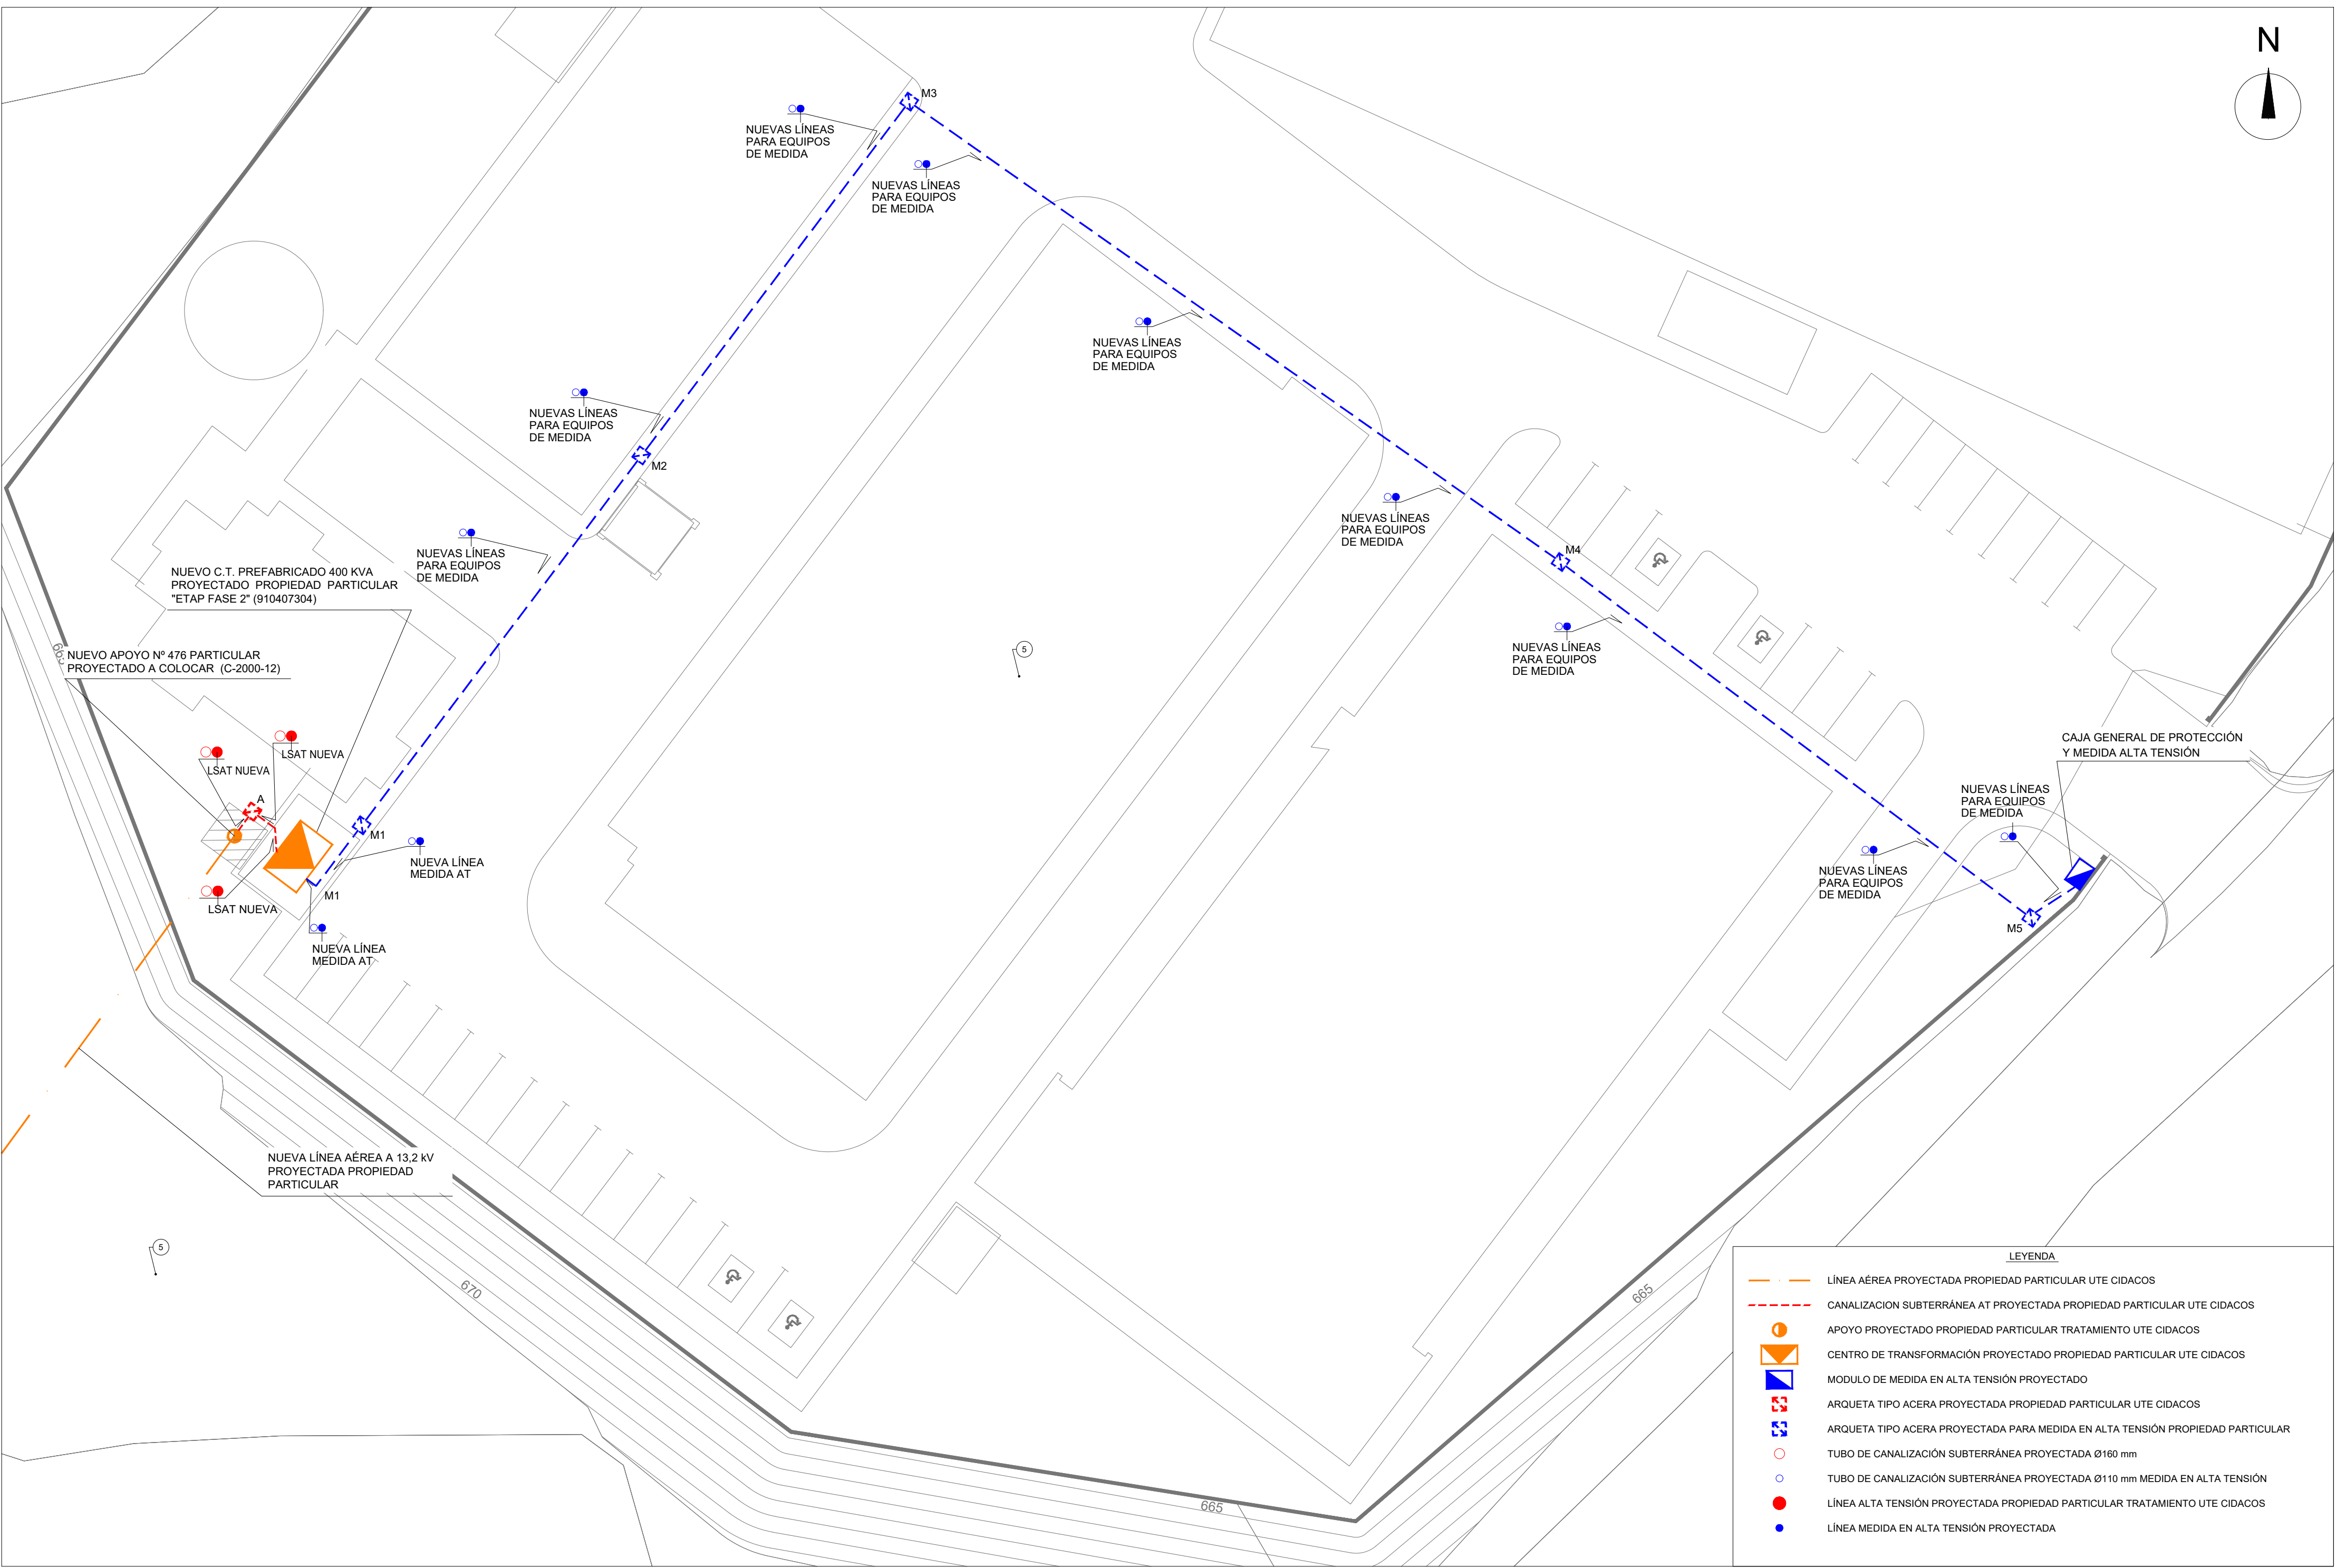 N
M3
NUEVAS LÍNEAS
PARA EQUIPOS
DE MEDIDA
NUEVAS LÍNEAS
PARA EQUIPOS
DE MEDIDA
NUEVAS LÍNEAS
PARA EQUIPOS
DE MEDIDA
NUEVAS LÍNEAS
PARA EQUIPOS
DE MEDIDA
M2
NUEVAS LÍNEAS
PARA EQUIPOS
DE MEDIDA
NUEVAS LÍNEAS
PARA EQUIPOS
DE MEDIDA
M4
NUEVAS LÍNEAS
PARA EQUIPOS
DE MEDIDA
NUEVO C.T. PREFABRICADO 400 KVA
PROYECTADO PROPIEDAD PARTICULAR
"ETAP FASE 2" (910407304)
NUEVO APOYO Nº 476 PARTICULAR
PROYECTADO A COLOCAR (C-2000-12)
5
LSAT NUEVA
LSAT NUEVA
A
M1
NUEVA LÍNEA
MEDIDA AT
M1
LSAT NUEVA
NUEVA LÍNEA
MEDIDA AT
CAJA GENERAL DE PROTECCIÓN
Y MEDIDA ALTA TENSIÓN
NUEVAS LÍNEAS
PARA EQUIPOS
DE MEDIDA
NUEVAS LÍNEAS
PARA EQUIPOS
DE MEDIDA
M5
NUEVA LÍNEA AÉREA A 13,2 kV
PROYECTADA PROPIEDAD
PARTICULAR
5
670
665
665
LEYENDA
LÍNEA AÉREA PROYECTADA PROPIEDAD PARTICULAR UTE CIDACOS
CANALIZACION SUBTERRÁNEA AT PROYECTADA PROPIEDAD PARTICULAR UTE CIDACOS
APOYO PROYECTADO PROPIEDAD PARTICULAR TRATAMIENTO UTE CIDACOS
CENTRO DE TRANSFORMACIÓN PROYECTADO PROPIEDAD PARTICULAR UTE CIDACOS
MODULO DE MEDIDA EN ALTA TENSIÓN PROYECTADO
ARQUETA TIPO ACERA PROYECTADA PROPIEDAD PARTICULAR UTE CIDACOS
ARQUETA TIPO ACERA PROYECTADA PARA MEDIDA EN ALTA TENSIÓN PROPIEDAD PARTICULAR
TUBO DE CANALIZACIÓN SUBTERRÁNEA PROYECTADA Ø160 mm
TUBO DE CANALIZACIÓN SUBTERRÁNEA PROYECTADA Ø110 mm MEDIDA EN ALTA TENSIÓN
LÍNEA ALTA TENSIÓN PROYECTADA PROPIEDAD PARTICULAR TRATAMIENTO UTE CIDACOS
LÍNEA MEDIDA EN ALTA TENSIÓN PROYECTADA